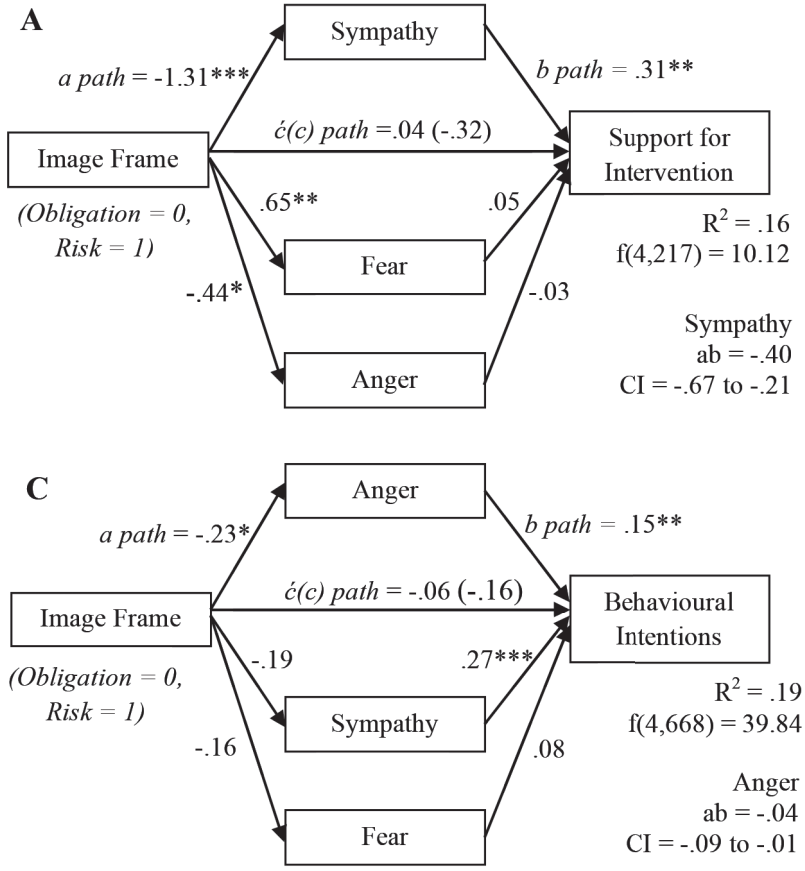 A
Sympathy
a path = -1.31***
b path = .31**
ć(c) path =.04 (-.32)
Image Frame
Support for
Intervention
(Obligation = 0,
Risk = 1)
.65**
.05
R² = .16
f(4,217) = 10.12
Fear
-.44*
-.03
Sympathy
ab = -.40
CI = -.67 to -.21
Anger
C
Anger
a path = -.23*
b path = .15**
ć(c) path = -.06 (-.16)
Image Frame
Behavioural
Intentions
(Obligation = 0,
Risk = 1)
-.19
.27***
R² = .19
f(4,668) = 39.84
Sympathy
-.16
.08
Anger
ab = -.04
CI = -.09 to -.01
Fear